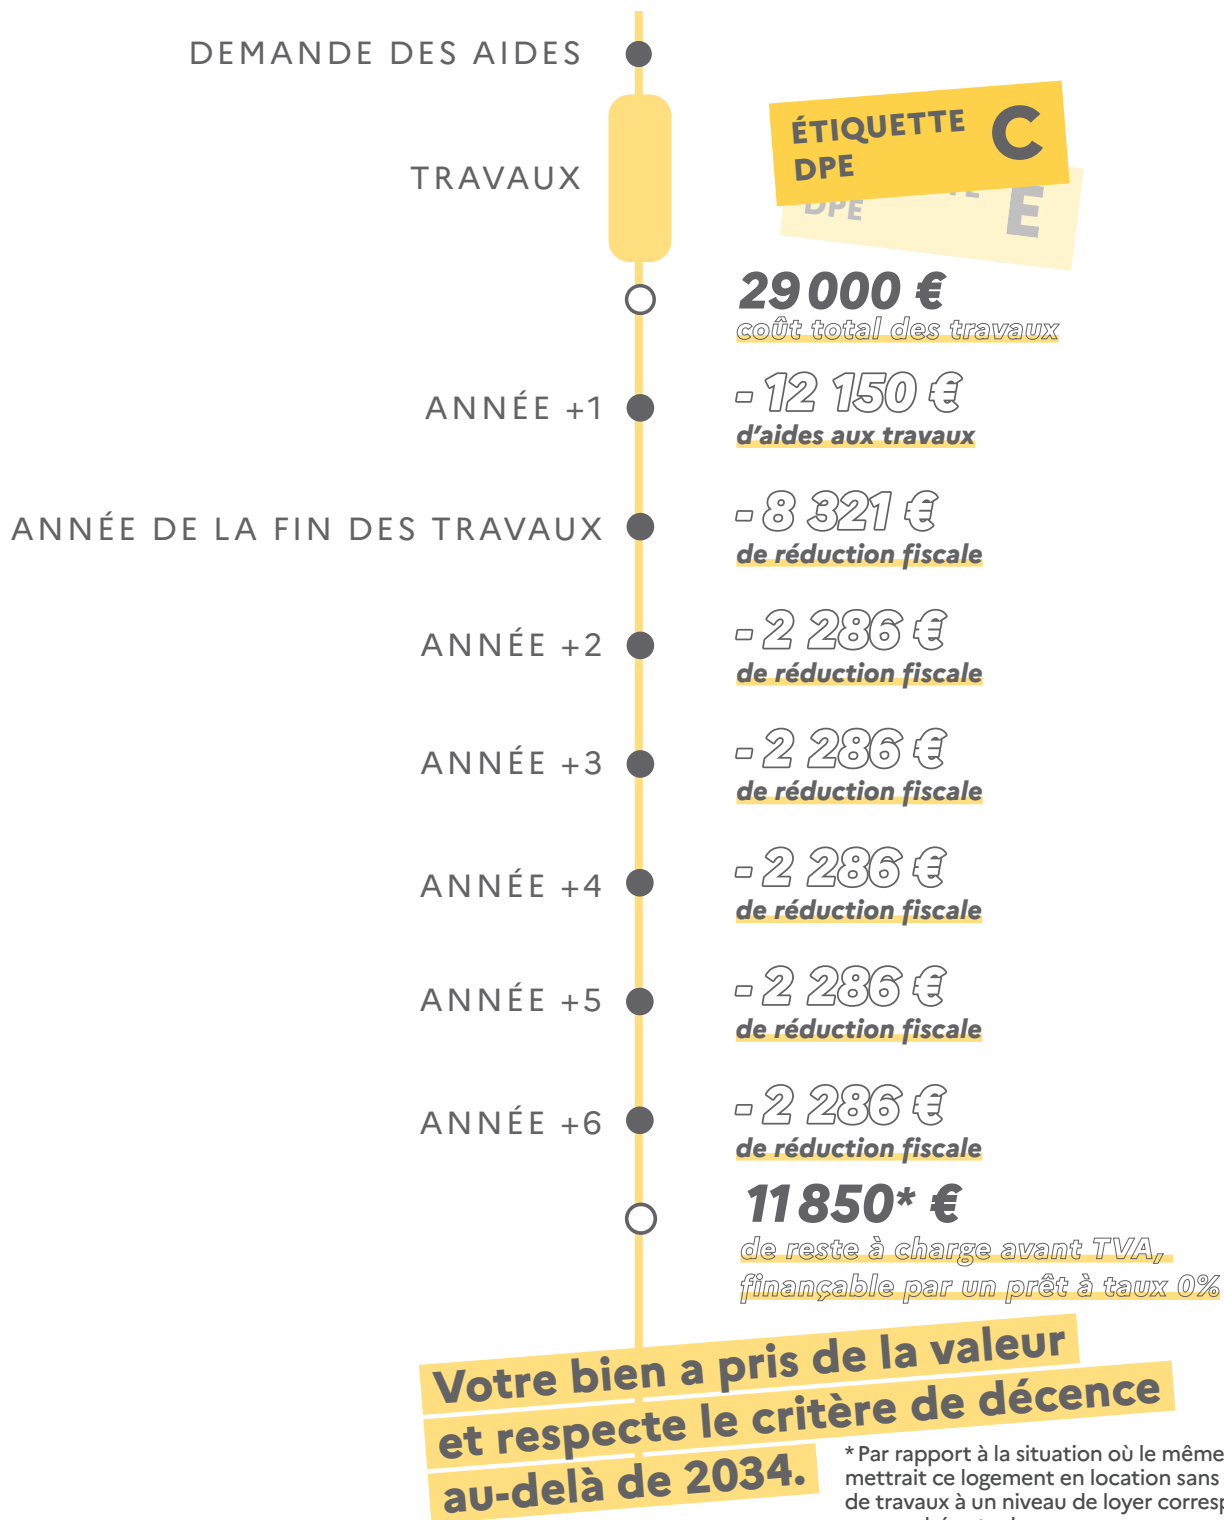 DEMANDE DES AIDES
TRAVAUX
ÉTIQUETTE
DPE
C
DPE
E
29 000 €
coût total des travaux
ANNÉE +1
- 12 150 €
d'aides aux travaux
ANNÉE DE LA FIN DES TRAVAUX
- 8 321 €
de réduction fiscale
ANNÉE +2
- 2 286 €
de réduction fiscale
ANNÉE +3
- 2 286 €
de réduction fiscale
ANNÉE +4
- 2 286 €
de réduction fiscale
ANNÉE +5
- 2 286 €
de réduction fiscale
ANNÉE +6
- 2 286 €
de réduction fiscale
11 850* €
de reste à charge avant TVA,
finançable par un prêt à taux 0%
Votre bien a pris de la valeur
et respecte le critère de décence
au-delà de 2034.
* Par rapport à la situation où le même
mettrait ce logement en location sans
de travaux à un niveau de loyer corresp